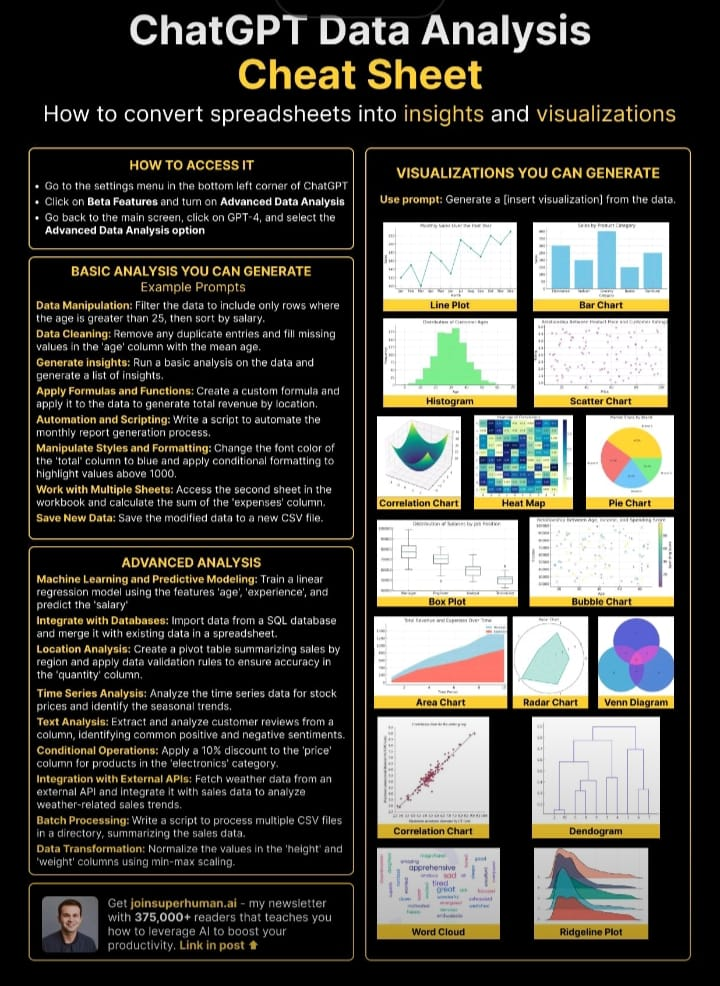 ChatGPT Data Analysis
Cheat Sheet
How to convert spreadsheets into insights and visualizations
HOW TO ACCESS IT
• Go to the settings menu in the bottom left corner of ChatGPT
• Click on Beta Features and turn on Advanced Data Analysis
• Go back to the main screen, click on GPT-4, and select the
Advanced Data Analysis option
BASIC ANALYSIS YOU CAN GENERATE
Example Prompts
Data Manipulation: Filter the data to include only rows where
the age is greater than 25, then sort by salary.
Data Cleaning: Remove any duplicate entries and fill missing
values in the 'age' column with the mean age.
Generate insights: Run a basic analysis on the data and
generate a list of insights.
Apply Formulas and Functions: Create a custom formula and
apply it to the data to generate total revenue by location.
Automation and Scripting: Write a script to automate the
monthly report generation process.
Manipulate Styles and Formatting: Change the font color of
the 'total' column to blue and apply conditional formatting to
highlight values above 1000.
Work with Multiple Sheets: Access the second sheet in the
workbook and calculate the sum of the 'expenses' column.
Save New Data: Save the modified data to a new CSV file.
ADVANCED ANALYSIS
Machine Learning and Predictive Modeling: Train a linear
regression model using the features 'age', 'experience', and
predict the 'salary'
Integrate with Databases: Import data from a SQL database
and merge it with existing data in a spreadsheet.
Location Analysis: Create a pivot table summarizing sales by
region and apply data validation rules to ensure accuracy in
the 'quantity' column.
Time Series Analysis: Analyze the time series data for stock
prices and identify the seasonal trends.
Text Analysis: Extract and analyze customer reviews from a
column, identifying common positive and negative sentiments.
Conditional Operations: Apply a 10% discount to the 'price'
column for products in the 'electronics' category.
Integration with External APIs: Fetch weather data from an
external API and integrate it with sales data to analyze
weather-related sales trends.
Batch Processing: Write a script to process multiple CSV files
in a directory, summarizing the sales data.
Data Transformation: Normalize the values in the 'height' and
'weight' columns using min-max scaling.
Get joinsuperhuman.ai - my newsletter
with 375,000+ readers that teaches you
how to leverage AI to boost your
productivity. Link in post
VISUALIZATIONS YOU CAN GENERATE
Use prompt: Generate a [insert visualization] from the data.
Monthly Sales Over the Past Year
Line Plot
Sales by Product Category
Bar Chart
Distribution of Customer Ages
Histogram
Relationship Between Product Price and Customer Rating
Scatter Chart
Correlation Chart
Heat Map
Pie Chart
Distribution of Salaries by Job Position
Box Plot
Relationship Between Age, Income, and Spending Score
Bubble Chart
Total Revenue and Expenses Over Time
Area Chart
Radar Chart
Radar Chart
Venn Diagram
Correlation Chart
Dendogram
apprehensive
sad
tired
great
Word Cloud
Ridgeline Plot